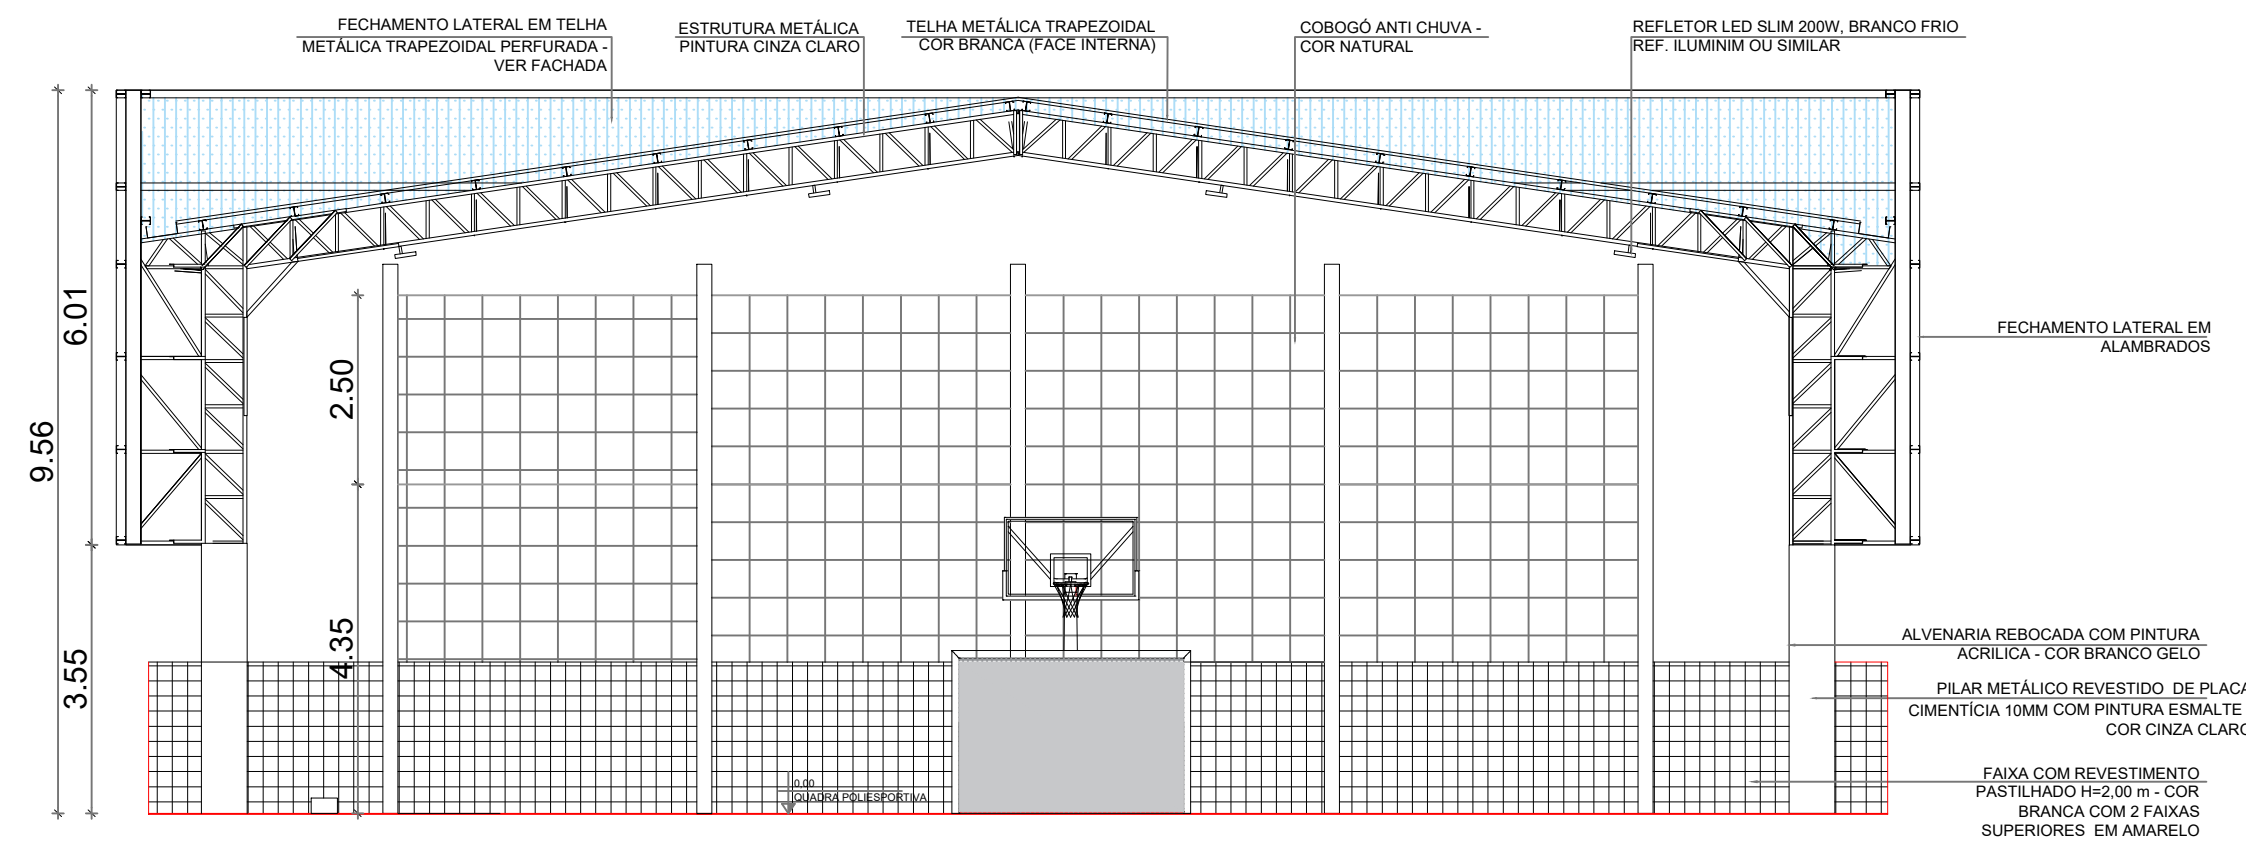 FECHAMENTO LATERAL EM TELHA
METÁLICA TRAPEZOIDAL PERFURADA -
VER FACHADA
ESTRUTURA METÁLICA
PINTURA CINZA CLARO
TELHA METÁLICA TRAPEZOIDAL
COR BRANCA (FACE INTERNA)
COBOGÓ ANTI CHUVA -
COR NATURAL
REFLETOR LED SLIM 200W, BRANCO FRIO
REF. ILUMINIM OU SIMILAR
9.56
6.01
3.55
2.50
4.35
FECHAMENTO LATERAL EM
ALAMBRADOS
ALVENARIA REBOCADA COM PINTURA
ACRILICA - COR BRANCO GELO
PILAR METÁLICO REVESTIDO DE PLACA
CIMENTÍCIA 10MM COM PINTURA ESMALTE
COR CINZA CLARO
FAIXA COM REVESTIMENTO
PASTILHADO H=2,00 m - COR
BRANCA COM 2 FAIXAS
SUPERIORES EM AMARELO
0,00
QUADRA POLIESPORTIVA